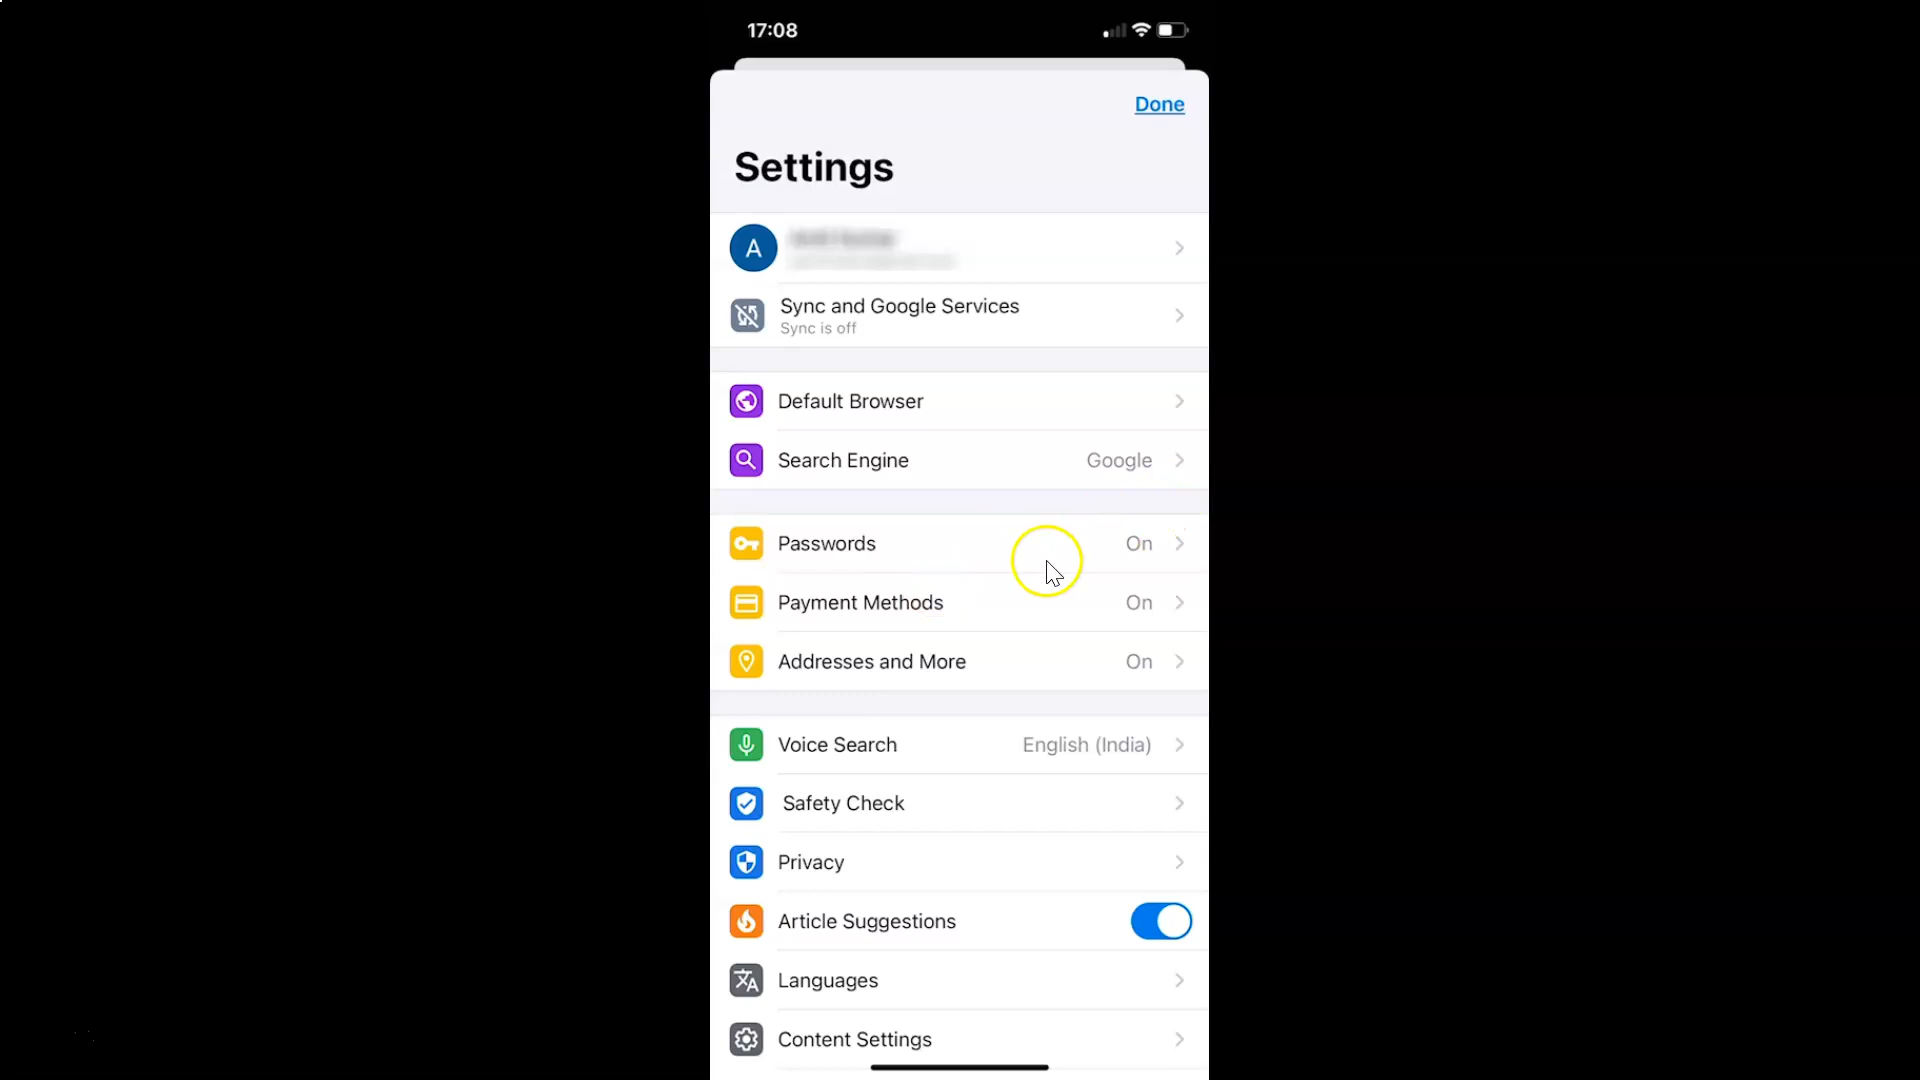 17:08
Done
Settings
A
Sync and Google Services
Sync is off
Default Browser
Search Engine Google
Passwords On
Payment Methods On
Addresses and More On
Voice Search English (India)
Safety Check
Privacy
Article Suggestions
Languages
Content Settings